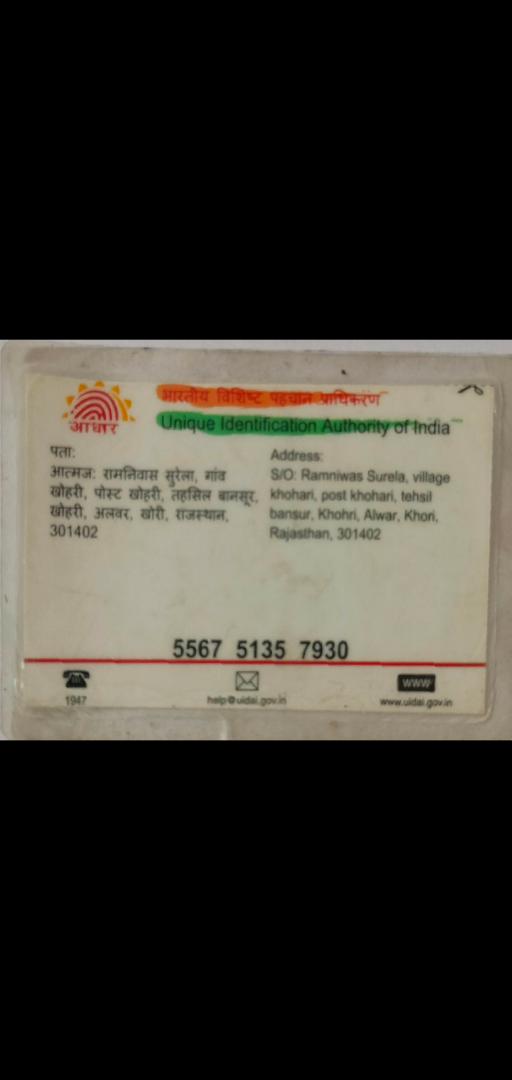 भारतीय विशिष्ट पहचान प्राधिकरण
आधार
Unique Identification Authority of India
पता:
आत्मज: रामनिवास सुरेला, गांव
खोहरी, पोस्ट खोहरी, तहसिल बानसूर,
खोहरी, अलवर, खोरी, राजस्थान,
301402
Address:
S/O: Ramniwas Surela, village
khohari, post khohari, tehsil
bansur, Khohri, Alwar, Khori,
Rajasthan, 301402
5567 5135 7930
WWW
1947
help@uidai.gov.in
www.uidai.gov.in